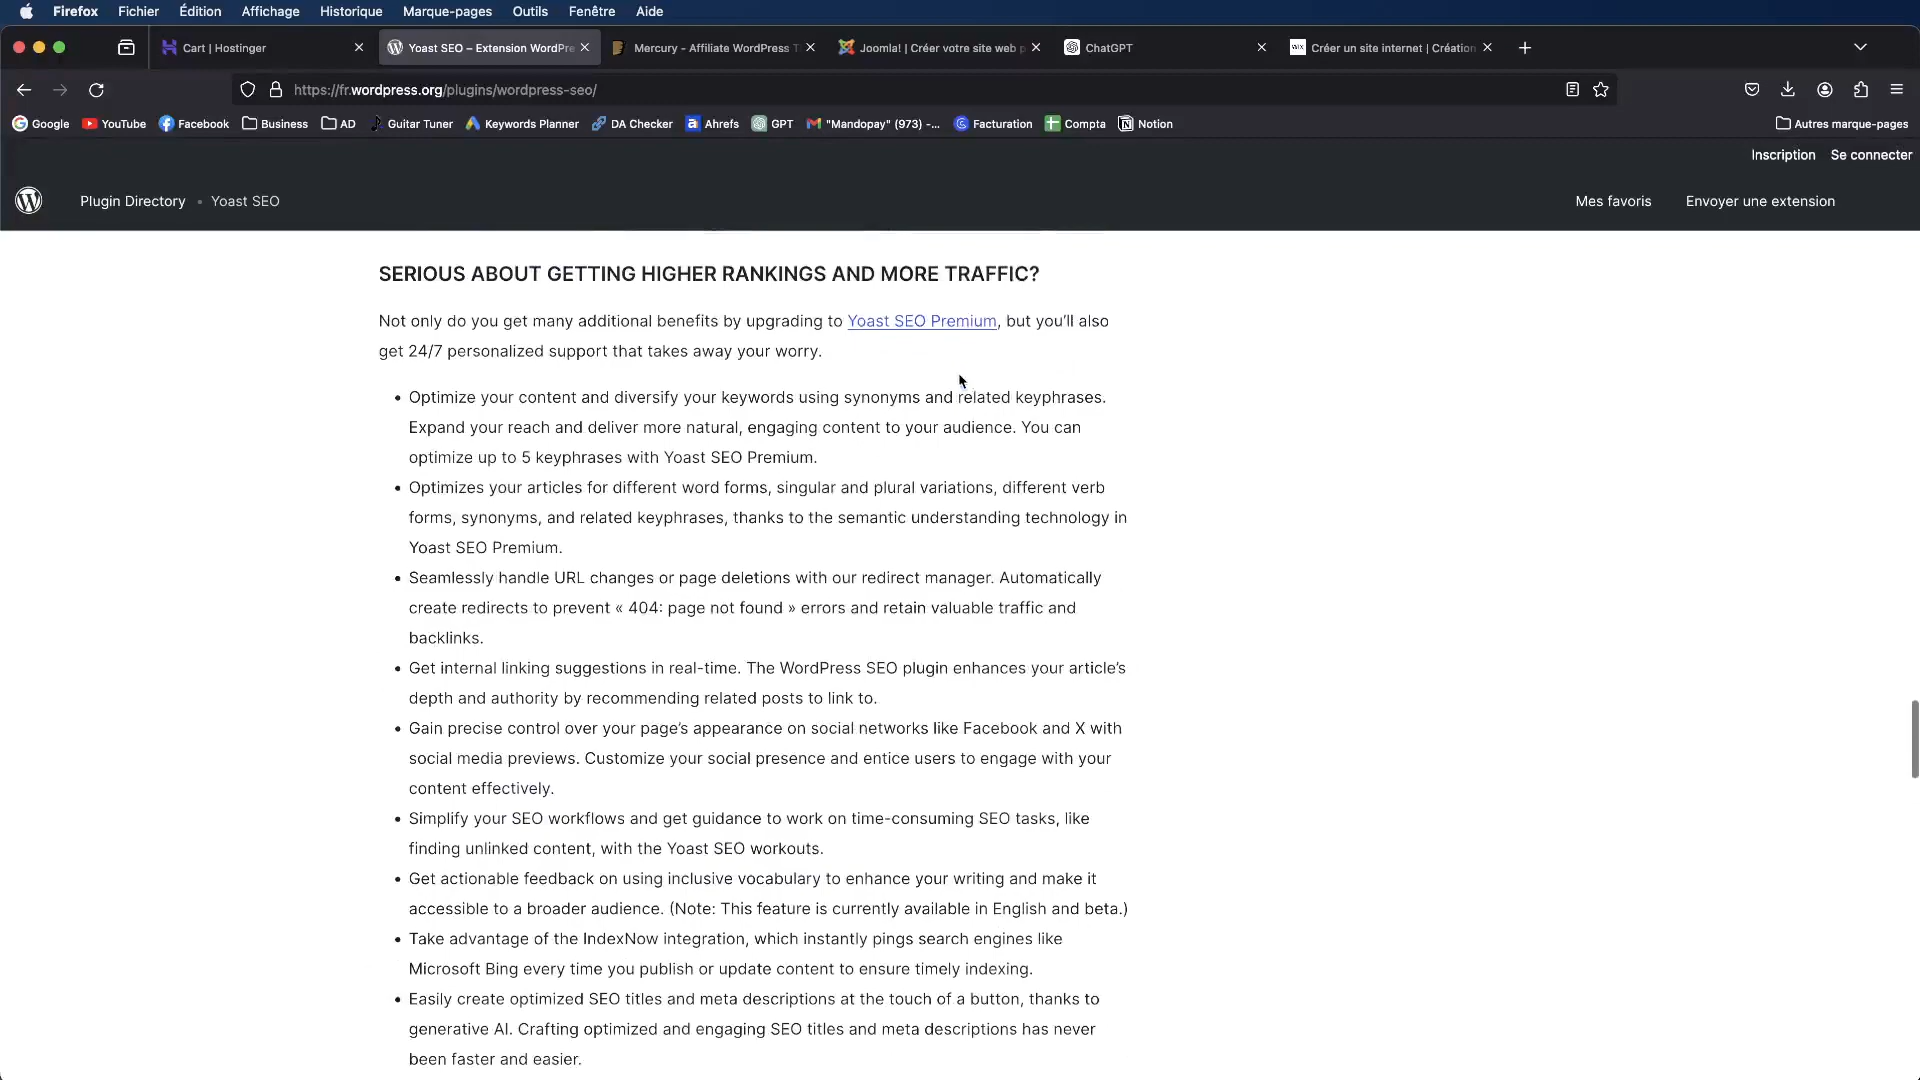 Firefox Fichier Édition Affichage Historique Marque-pages Outils Fenêtre Aide
Cart | Hostinger
Yoast SEO – Extension WordPre
Mercury - Affiliate WordPress T
Joomla! | Créer votre site web p
ChatGPT
WIX Créer un site internet | Création
https://fr.wordpress.org/plugins/wordpress-seo/
Google YouTube Facebook Business AD Guitar Tuner Keywords Planner DA Checker Ahrefs GPT "Mandopay" (973) -... Facturation Compta Notion Autres marque-pages
Inscription Se connecter
Plugin Directory • Yoast SEO Mes favoris Envoyer une extension
SERIOUS ABOUT GETTING HIGHER RANKINGS AND MORE TRAFFIC?
Not only do you get many additional benefits by upgrading to Yoast SEO Premium, but you’ll also
get 24/7 personalized support that takes away your worry.
• Optimize your content and diversify your keywords using synonyms and related keyphrases.
Expand your reach and deliver more natural, engaging content to your audience. You can
optimize up to 5 keyphrases with Yoast SEO Premium.
• Optimizes your articles for different word forms, singular and plural variations, different verb
forms, synonyms, and related keyphrases, thanks to the semantic understanding technology in
Yoast SEO Premium.
• Seamlessly handle URL changes or page deletions with our redirect manager. Automatically
create redirects to prevent « 404: page not found » errors and retain valuable traffic and
backlinks.
• Get internal linking suggestions in real-time. The WordPress SEO plugin enhances your article’s
depth and authority by recommending related posts to link to.
• Gain precise control over your page’s appearance on social networks like Facebook and X with
social media previews. Customize your social presence and entice users to engage with your
content effectively.
• Simplify your SEO workflows and get guidance to work on time-consuming SEO tasks, like
finding unlinked content, with the Yoast SEO workouts.
• Get actionable feedback on using inclusive vocabulary to enhance your writing and make it
accessible to a broader audience. (Note: This feature is currently available in English and beta.)
• Take advantage of the IndexNow integration, which instantly pings search engines like
Microsoft Bing every time you publish or update content to ensure timely indexing.
• Easily create optimized SEO titles and meta descriptions at the touch of a button, thanks to
generative AI. Crafting optimized and engaging SEO titles and meta descriptions has never
been faster and easier.